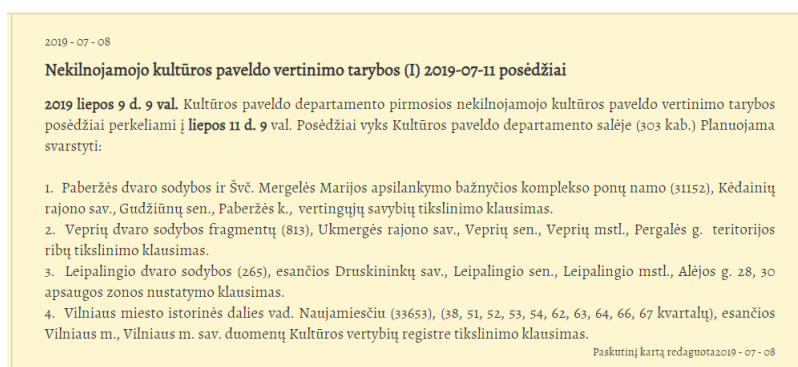 2019 - 07 - 08
Nekilnojamojo kultūros paveldo vertinimo tarybos (I) 2019-07-11 posėdžiai
2019 liepos 9 d. 9 val. Kultūros paveldo departamento pirmosios nekilnojamojo kultūros paveldo vertinimo tarybos
posėdžiai perkeliami į liepos 11 d. 9 val. Posėdžiai vyks Kultūros paveldo departamento salėje (303 kab.) Planuojama
svarstyti:
1. Paberžės dvaro sodybos ir Švč. Mergelės Marijos apsilankymo bažnyčios komplekso ponų namo (31152), Kėdainių
rajono sav., Gudžiūnų sen., Paberžės k., vertingųjų savybių tikslinimo klausimas.
2. Veprių dvaro sodybos fragmentų (813), Ukmergės rajono sav., Veprių sen., Veprių mstl., Pergalės g. teritorijos
ribų tikslinimo klausimas.
3. Leipalingio dvaro sodybos (265), esančios Druskininkų sav., Leipalingio sen., Leipalingio mstl., Alėjos g. 28, 30
apsaugos zonos nustatymo klausimas.
4. Vilniaus miesto istorinės dalies vad. Naujamiesčiu (33653), (38, 51, 52, 53, 54, 62, 63, 64, 66, 67 kvartalų), esančios
Vilniaus m., Vilniaus m. sav. duomenų Kultūros vertybių registre tikslinimo klausimas.
Paskutinį kartą redaguota2019 - 07 - 08